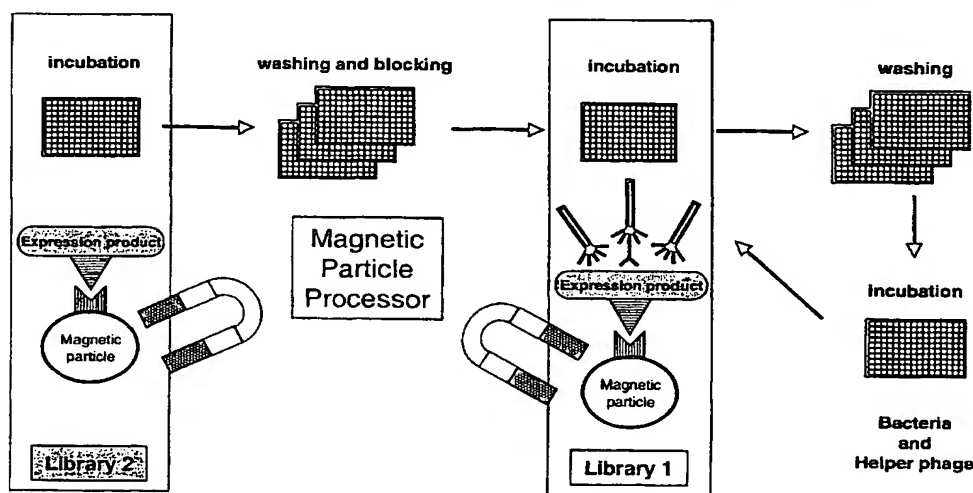 incubation
Expression product
Magnetic
particle
Library 2
washing and blocking
Magnetic
Particle
Processor
incubation
Expression product
Magnetic
particle
Library 1
washing
Incubation
Bacteria
and
Helper phage